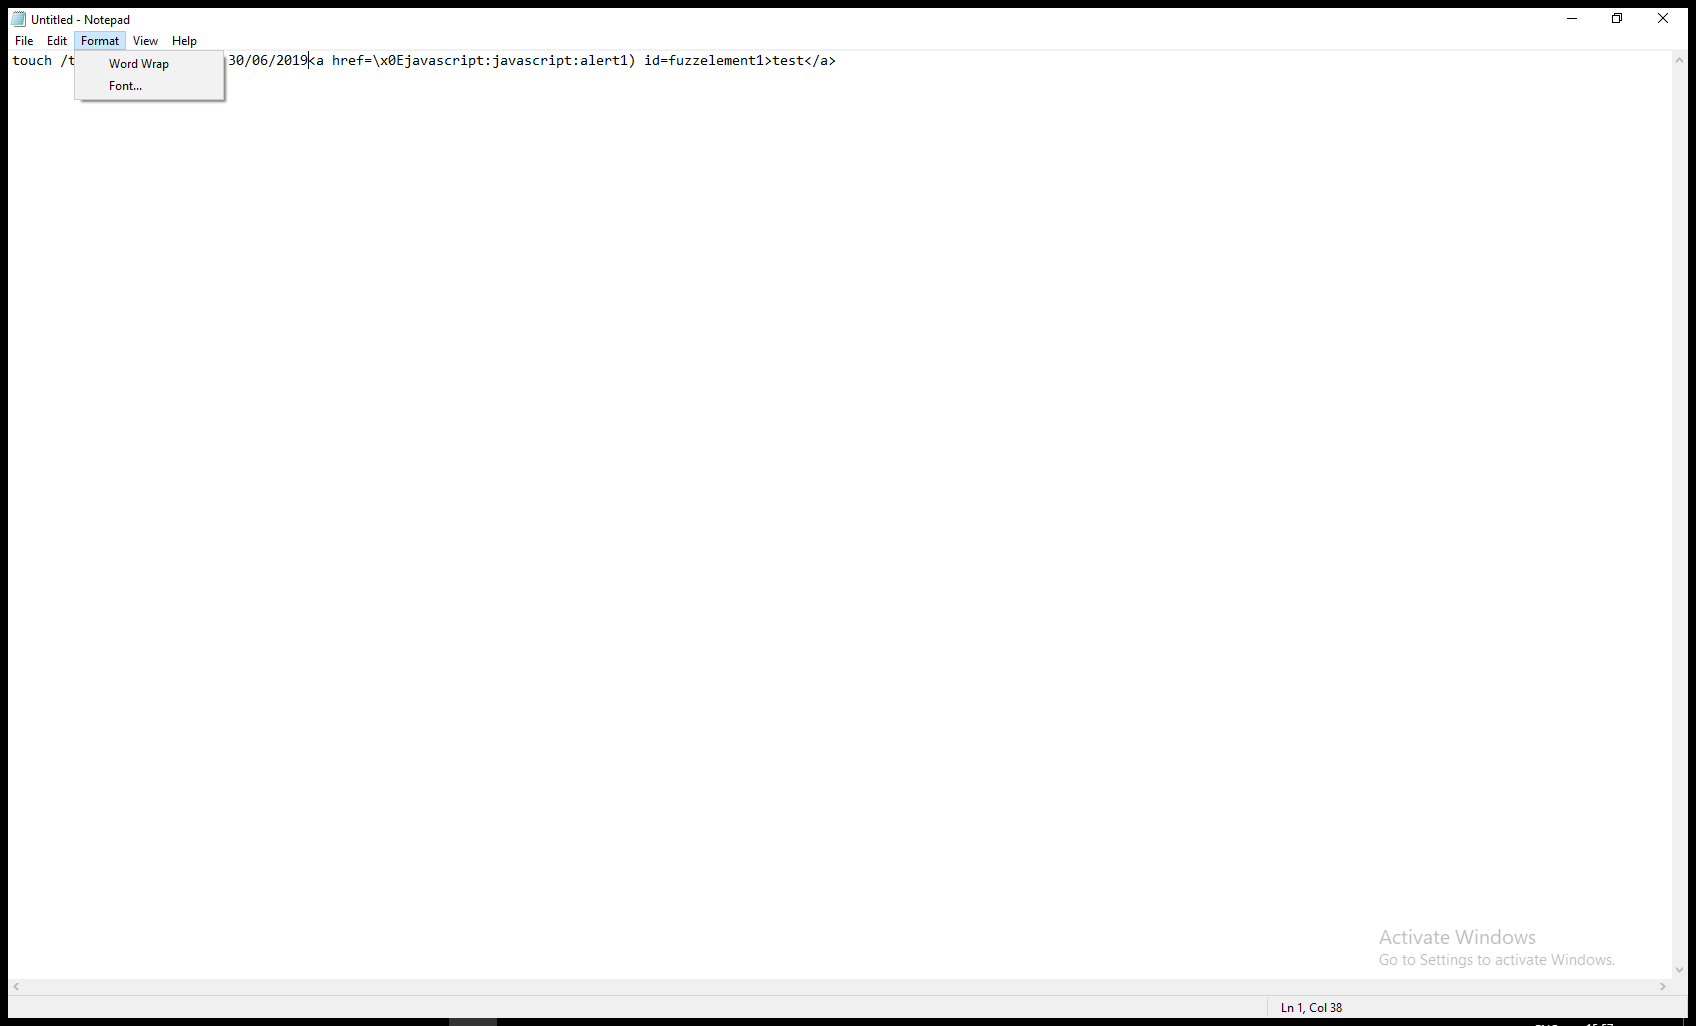 Untitled - Notepad
File Edit Format View Help
touch /t 30/06/2019<a href=\x0Ejavascript:javascript:alert1) id=fuzzelement1>test</a>
Word Wrap
Font...
Activate Windows
Go to Settings to activate Windows.
Ln 1, Col 38